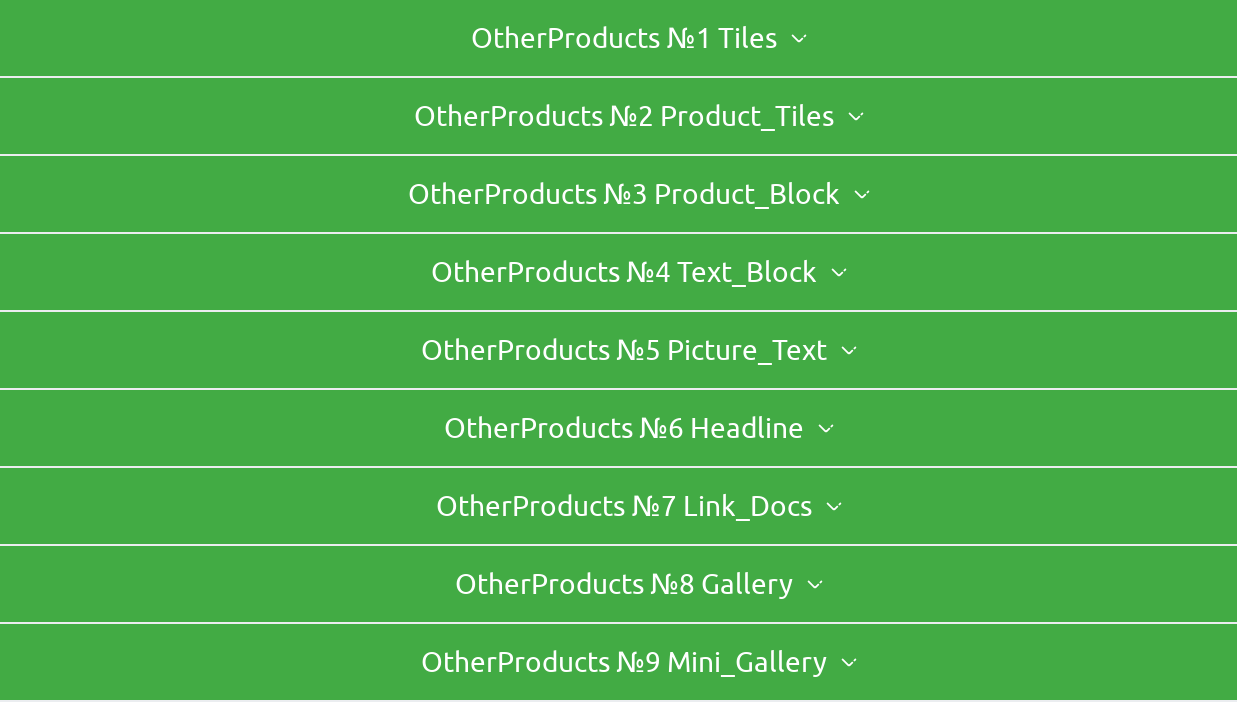 OtherProducts №1 Tiles
OtherProducts №2 Product_Tiles
OtherProducts №3 Product_Block
OtherProducts №4 Text_Block
OtherProducts №5 Picture_Text
OtherProducts №6 Headline
OtherProducts №7 Link_Docs
OtherProducts №8 Gallery
OtherProducts №9 Mini_Gallery